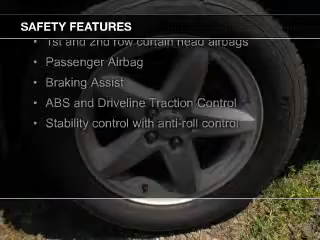 SAFETY FEATURES
• 1st and 2nd row curtain head airbags
• Passenger Airbag
• Braking Assist
• ABS and Driveline Traction Control
• Stability control with anti-roll control